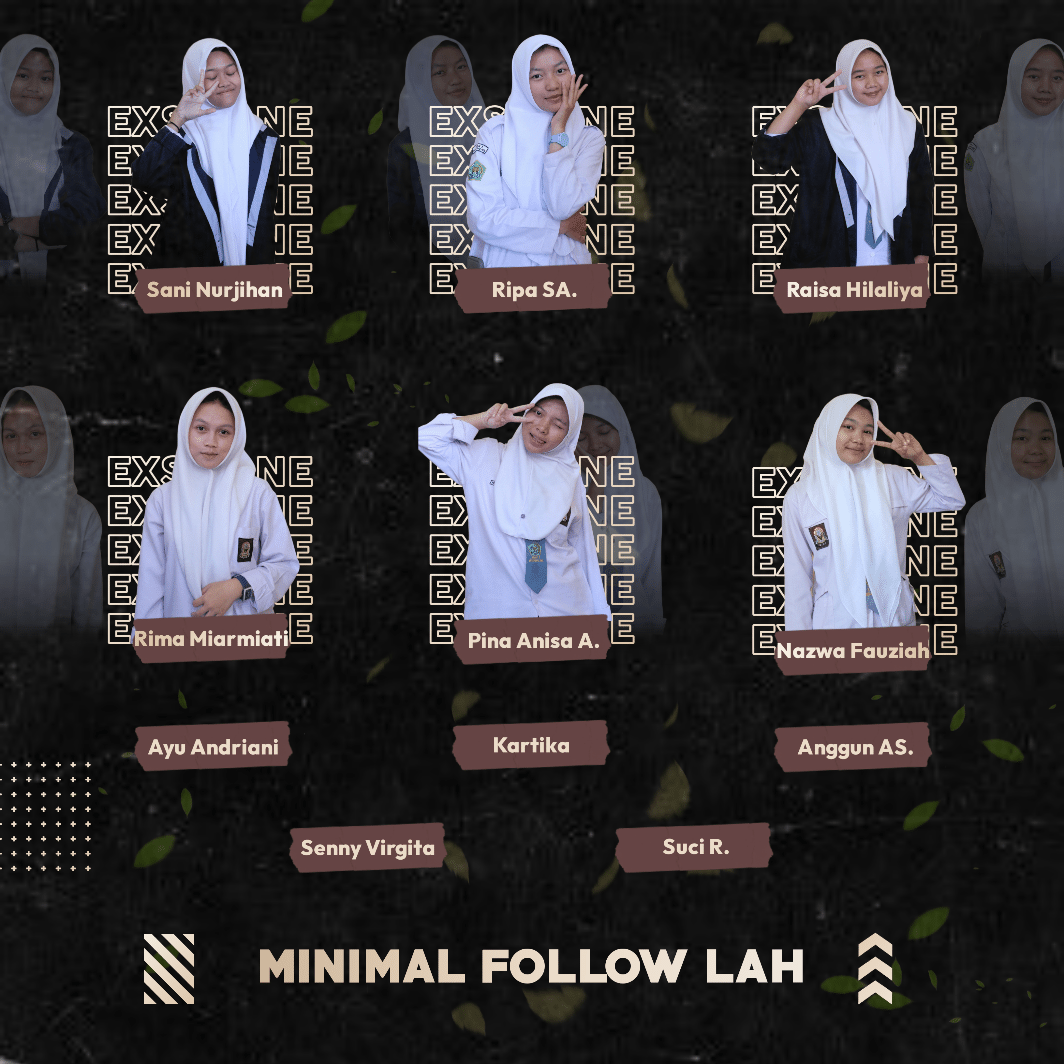 Sani Nurjihan
Ripa SA.
Raisa Hilaliya
Rima Miarmiati
Pina Anisa A.
Nazwa Fauziah
Ayu Andriani
Kartika
Anggun AS.
Senny Virgita
Suci R.
MINIMAL FOLLOW LAH